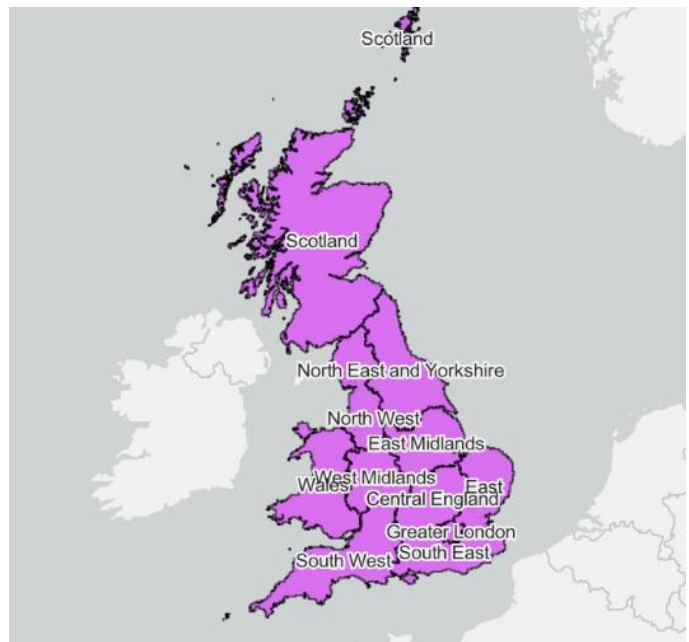 Scotland
Scotland
North East and Yorkshire
North West
East Midlands
West Midlands
Wales
East
Central England
Greater London
South East
South West